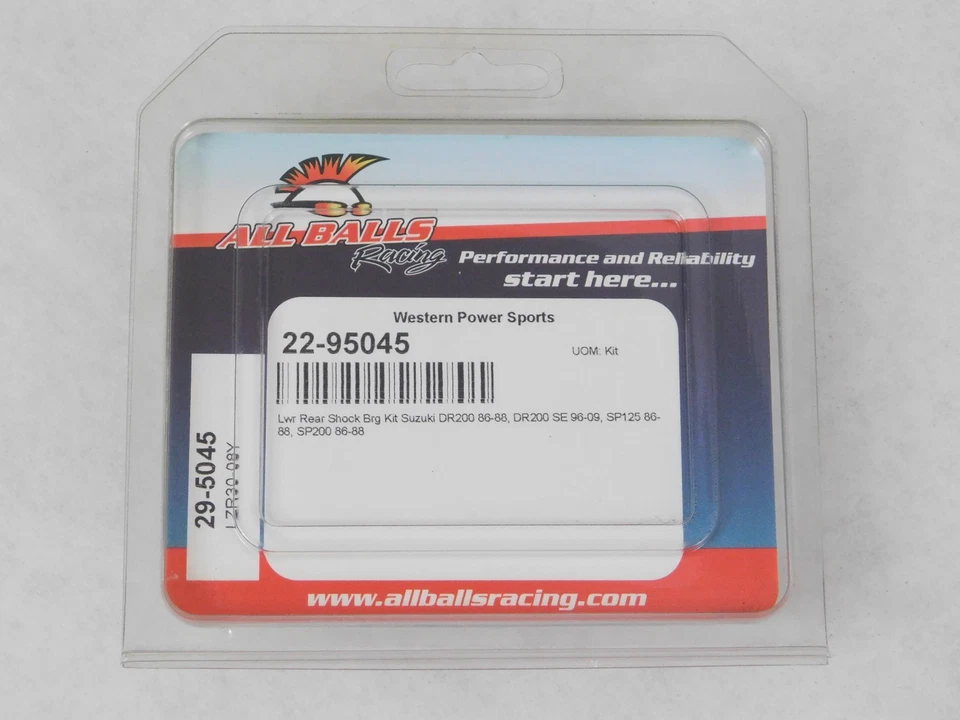 ALL BALLS
Racing
Performance and Reliability
start here...
Western Power Sports
22-95045
UOM: Kit
Lwr Rear Shock Brg Kit Suzuki DR200 86-88, DR200 SE 96-09, SP125 86-
88, SP200 86-88
29-5045
LZR30-08Y
www.allballsracing.com